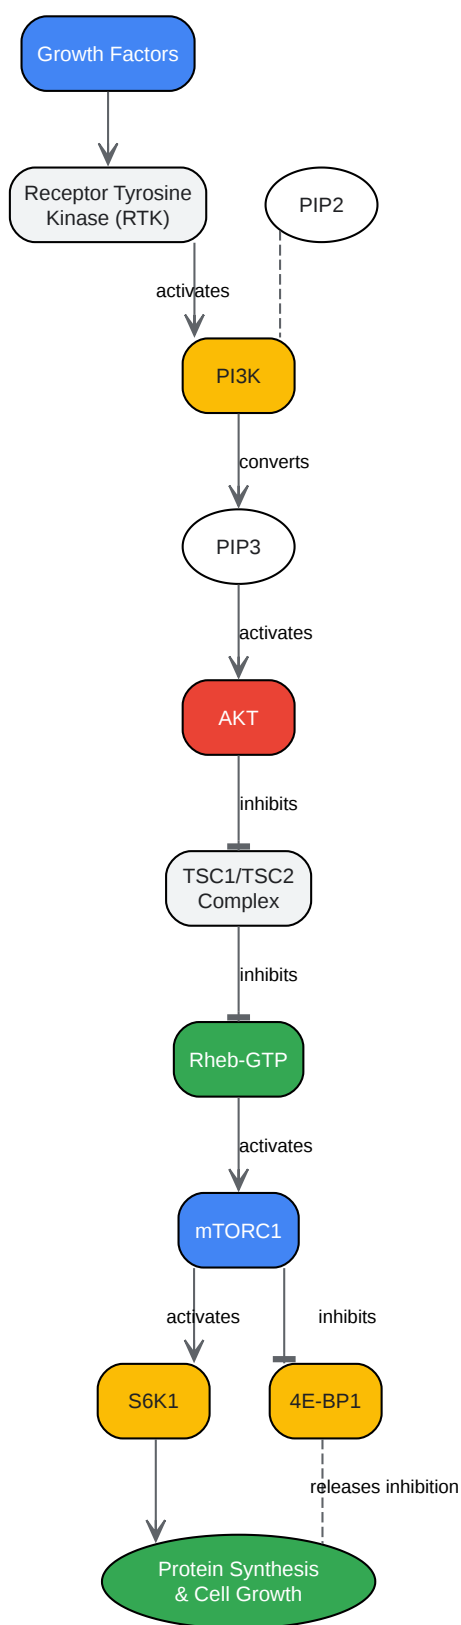 Growth Factors
Receptor Tyrosine
Kinase (RTK)
PIP2
activates
PI3K
converts
PIP3
activates
AKT
inhibits
TSC1/TSC2
Complex
inhibits
Rheb-GTP
activates
mTORC1
activates
inhibits
S6K1
4E-BP1
releases inhibition
Protein Synthesis
& Cell Growth